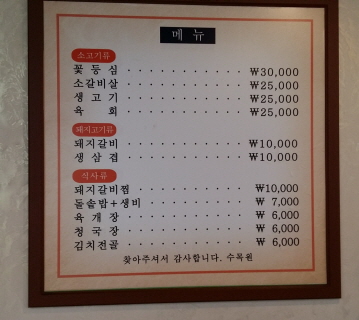 메뉴
소고기류
꽃등심 ₩30,000
소갈비살 ₩25,000
생고기 ₩25,000
육회 ₩25,000
돼지고기류
돼지갈비 ₩10,000
생삼겹 ₩10,000
식사류
돼지갈비찜 ₩10,000
돌솥밥+생비 ₩ 7,000
육개장 ₩ 6,000
청국장 ₩ 6,000
김치전골 ₩ 6,000
찾아주셔서 감사합니다. 수목원